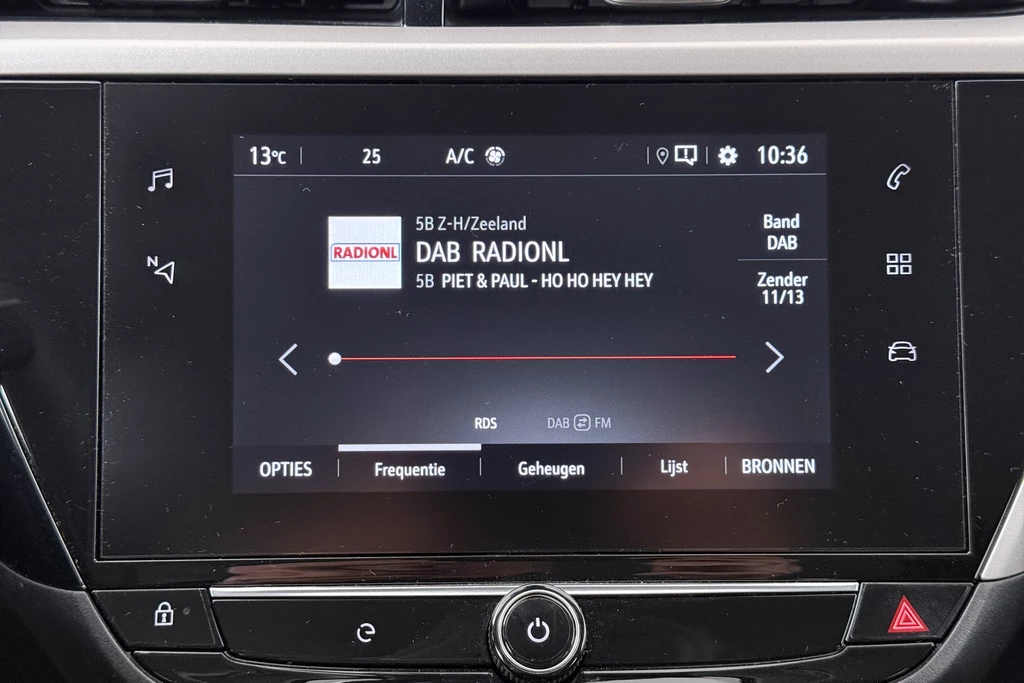 13°C 25 A/C 10:36
N
5B Z-H/Zeeland
RADIONL
DAB RADIONL
5B PIET & PAUL - HO HO HEY HEY
Band
DAB
Zender
11/13
RDS DAB FM
OPTIES Frequentie Geheugen Lijst BRONNEN